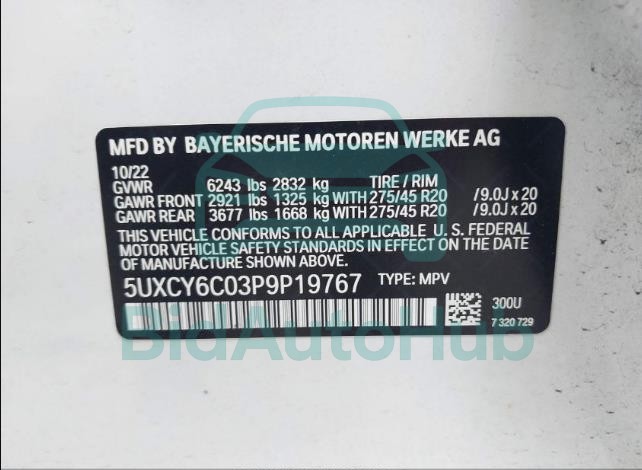 MFD BY BAYERISCHE MOTOREN WERKE AG
10/22
GVWR 6243 lbs 2832 kg TIRE / RIM
GAWR FRONT 2921 lbs 1325 kg WITH 275/45 R20 /9.0J x 20
GAWR REAR 3677 lbs 1668 kg WITH 275/45 R20 /9.0J x 20
THIS VEHICLE CONFORMS TO ALL APPLICABLE U. S. FEDERAL
MOTOR VEHICLE SAFETY STANDARDS IN EFFECT ON THE DATE
OF MANUFACTURE SHOWN ABOVE.
5UXCY6C03P9P19767 TYPE: MPV
300U
7 320 729
BidAutoHub